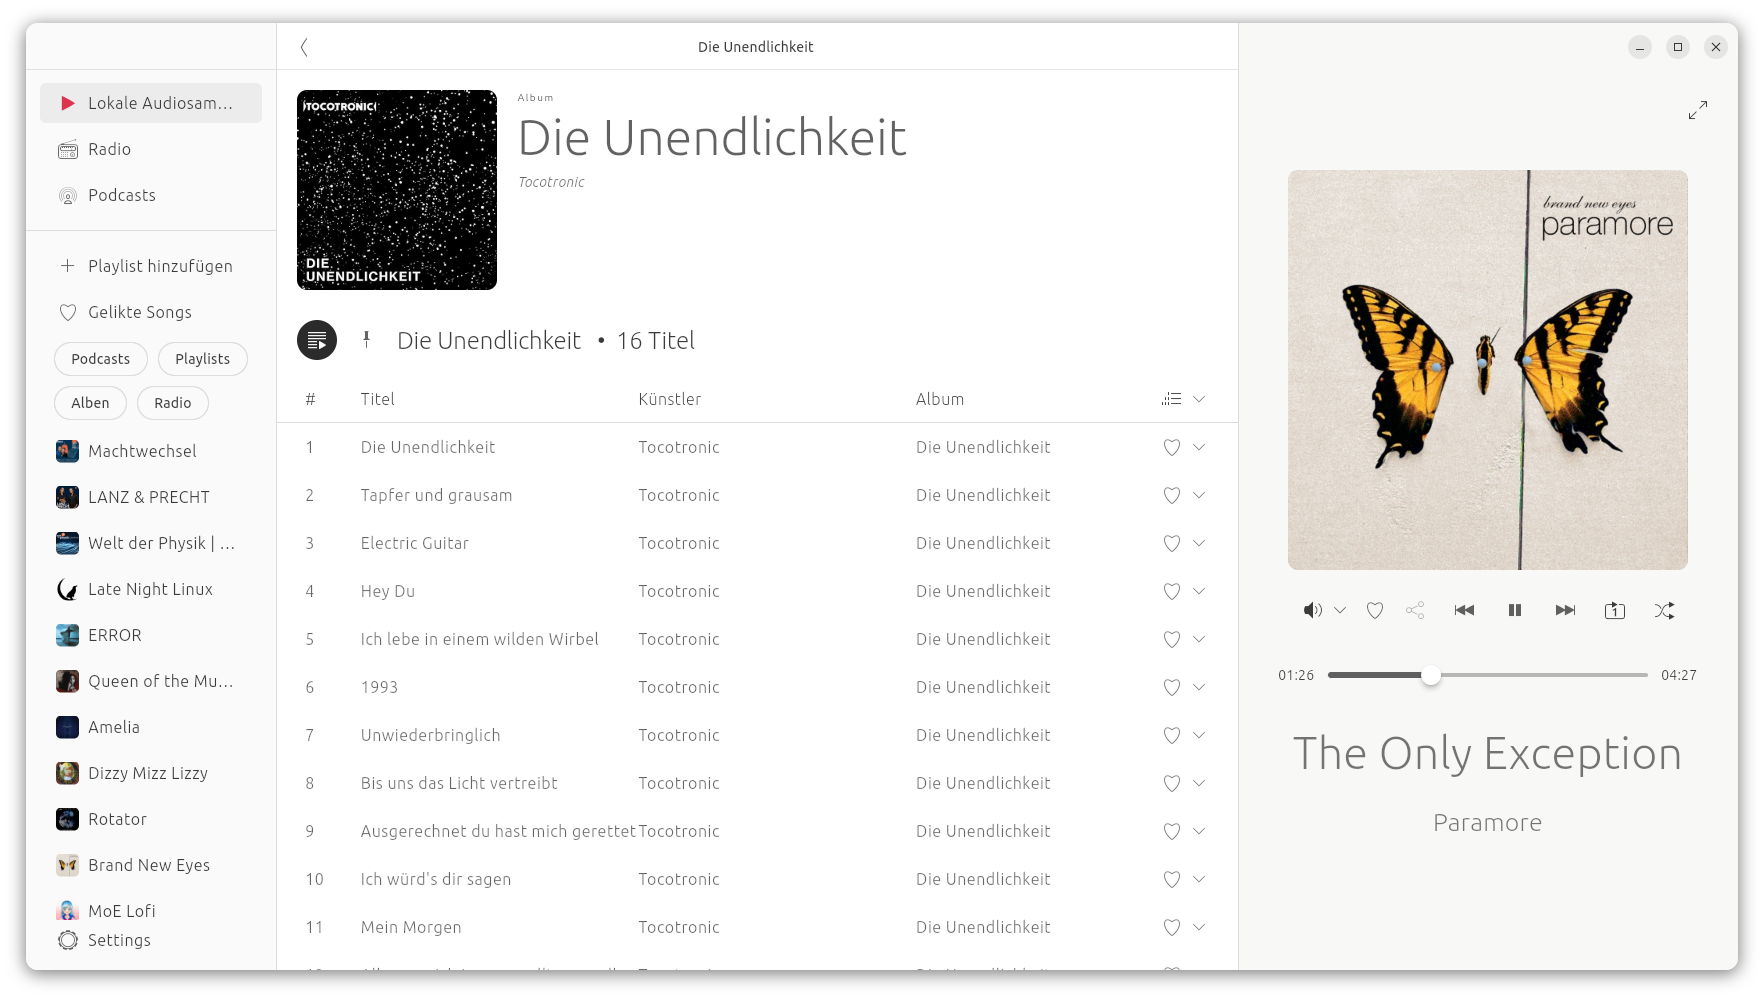 Die Unendlichkeit
Lokale Audiosam...
Radio
Podcasts
Playlist hinzufügen
Gelikte Songs
Podcasts
Playlists
Alben
Radio
Machtwechsel
LANZ & PRECHT
Welt der Physik | ...
Late Night Linux
ERROR
Queen of the Mu...
Amelia
Dizzy Mizz Lizzy
Rotator
Brand New Eyes
MoE Lofi
Settings
TOCOTRONIC
DIE
UNENDLICHKEIT
Album
Die Unendlichkeit
Tocotronic
Die Unendlichkeit • 16 Titel
# Titel Künstler Album
1 Die Unendlichkeit Tocotronic Die Unendlichkeit
2 Tapfer und grausam Tocotronic Die Unendlichkeit
3 Electric Guitar Tocotronic Die Unendlichkeit
4 Hey Du Tocotronic Die Unendlichkeit
5 Ich lebe in einem wilden Wirbel Tocotronic Die Unendlichkeit
6 1993 Tocotronic Die Unendlichkeit
7 Unwiederbringlich Tocotronic Die Unendlichkeit
8 Bis uns das Licht vertreibt Tocotronic Die Unendlichkeit
9 Ausgerechnet du hast mich gerettet Tocotronic Die Unendlichkeit
10 Ich würd's dir sagen Tocotronic Die Unendlichkeit
11 Mein Morgen Tocotronic Die Unendlichkeit
brand new eyes
paramore
1
01:26
04:27
The Only Exception
Paramore